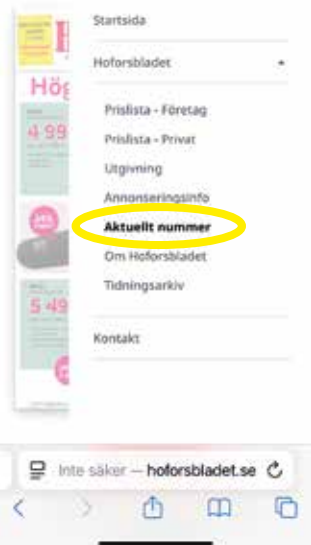 Startsida
Hoforsbladet
Hög
Prislista - Företag
4 99
Prislista - Privat
Utgivning
Annonseringsinfo
Aktuellt nummer
Om Hoforsbladet
Tidningsarkiv
5 49
Kontakt
Inte säker — hoforsbladet.se